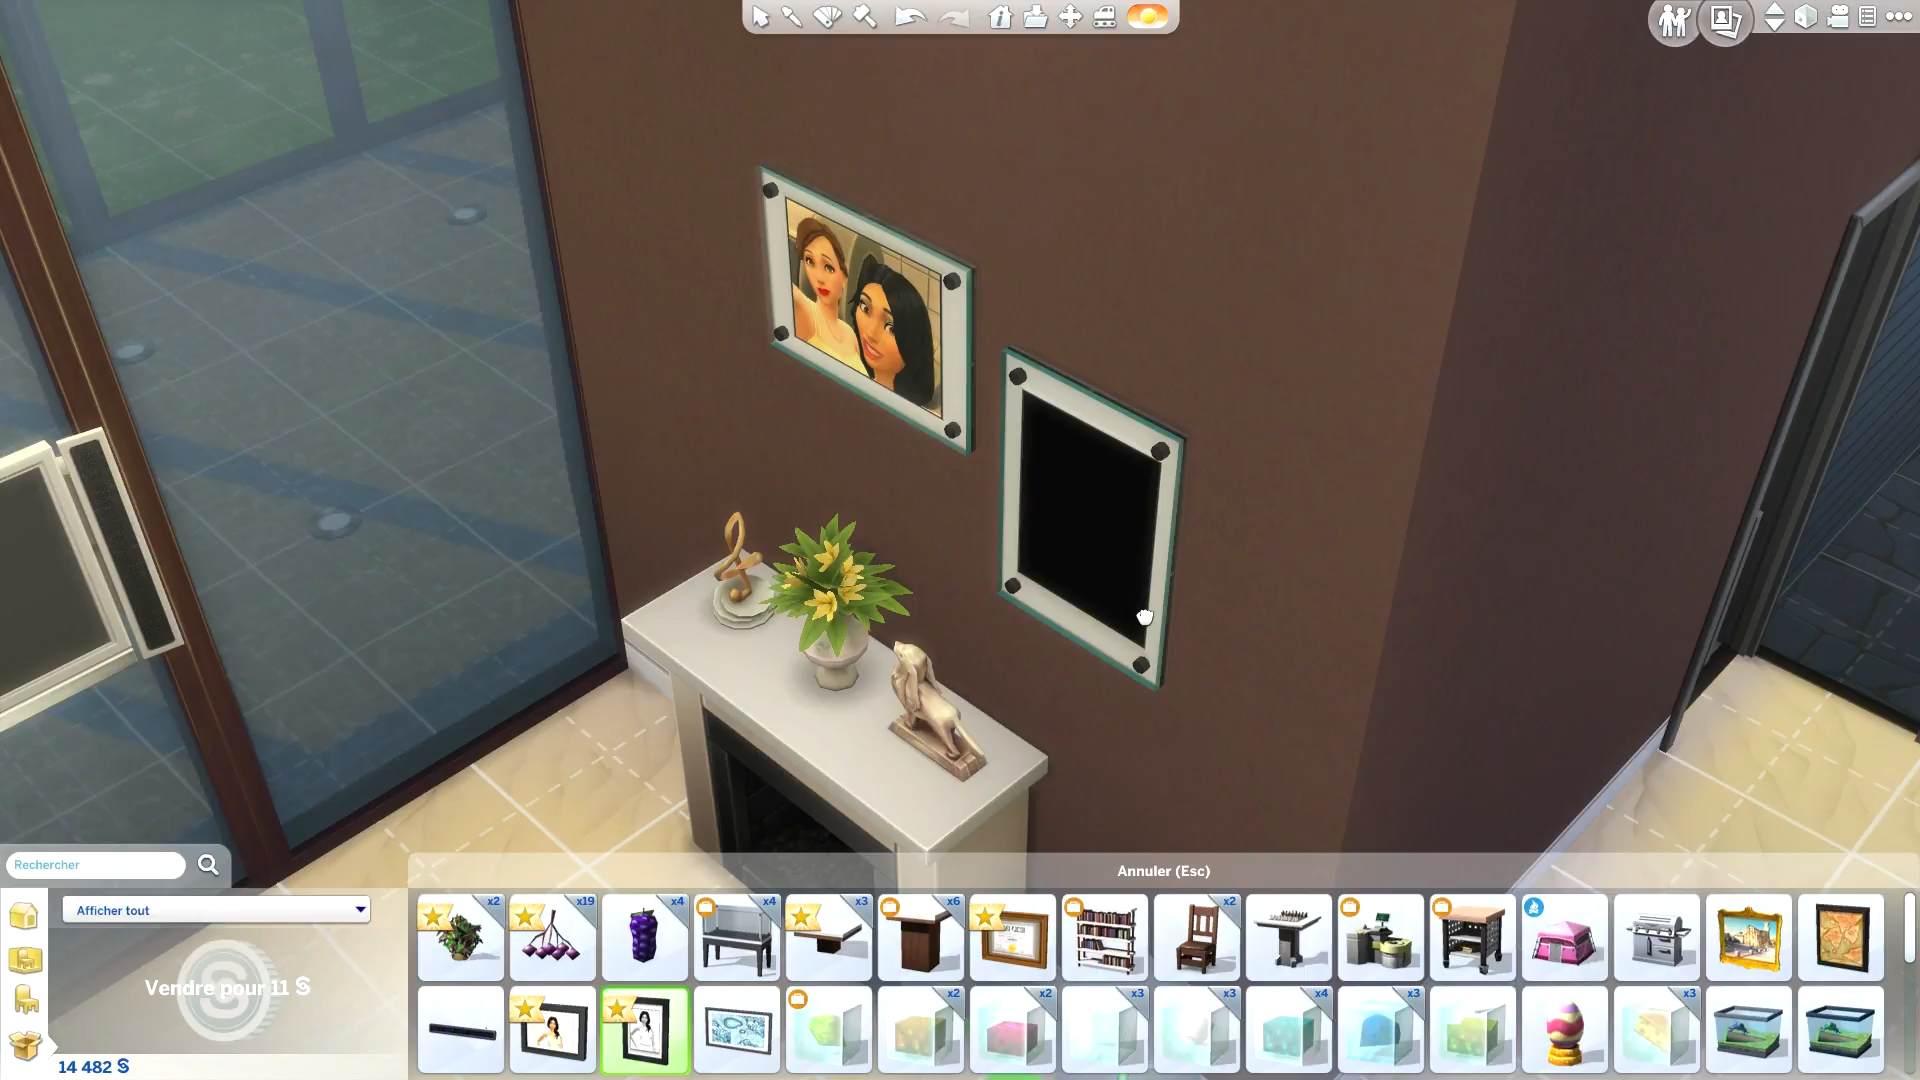 Annuler (Esc)
Rechercher
Afficher tout
Vendre pour 11 $
14 482 $
x2
x19
x4
x4
x3
x6
x2
x2
x2
x3
x3
x4
x3
x3